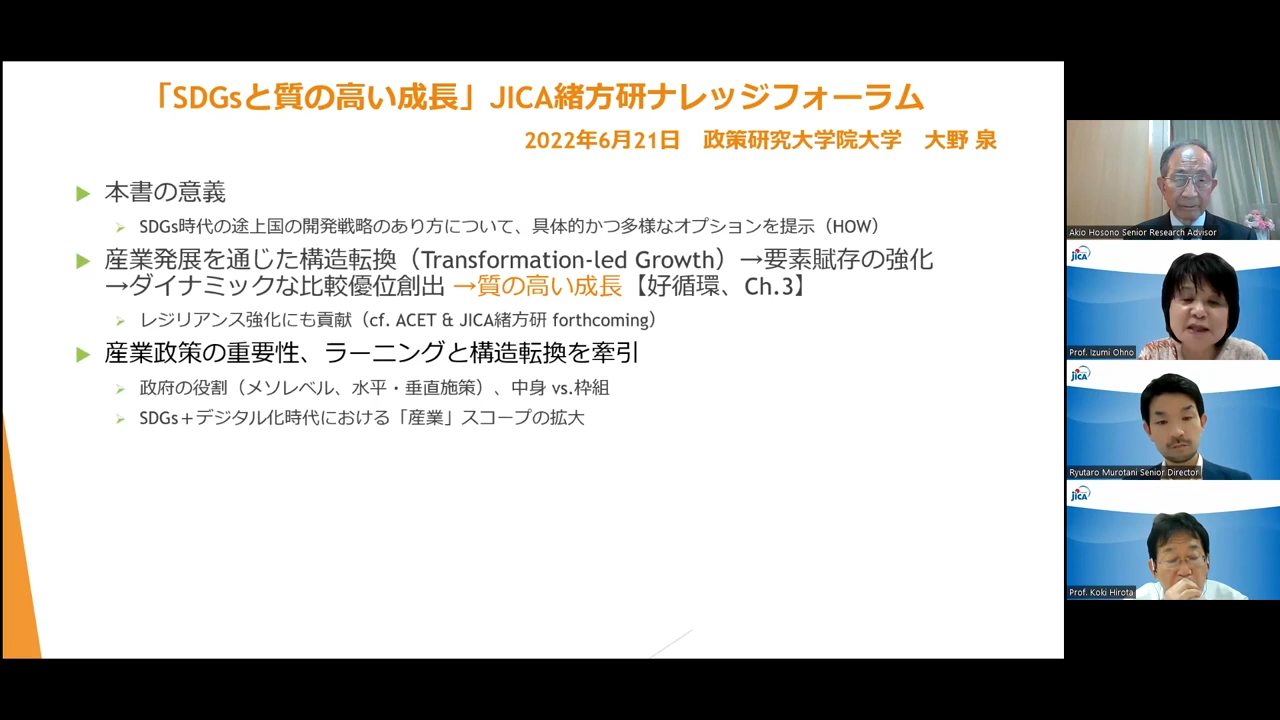 「SDGsと質の高い成長」JICA緒方研ナレッジフォーラム
2022年6月21日 政策研究大学院大学 大野 泉
本書の意義
SDGs時代の途上国の開発戦略のあり方について、具体的かつ多様なオプションを提示（HOW）
産業発展を通じた構造転換（Transformation-led Growth）→要素賦存の強化
→ダイナミックな比較優位創出 →質の高い成長【好循環、Ch.3】
レジリアンス強化にも貢献（cf. ACET & JICA緒方研 forthcoming）
産業政策の重要性、ラーニングと構造転換を牽引
政府の役割（メソレベル、水平・垂直施策）、中身 vs.枠組
SDGs＋デジタル化時代における「産業」スコープの拡大
Akio Hosono Senior Research Advisor
JICA
Prof. Izumi Ohno
JICA
Ryutaro Murotani Senior Director
JICA
Prof. Koki Hirota